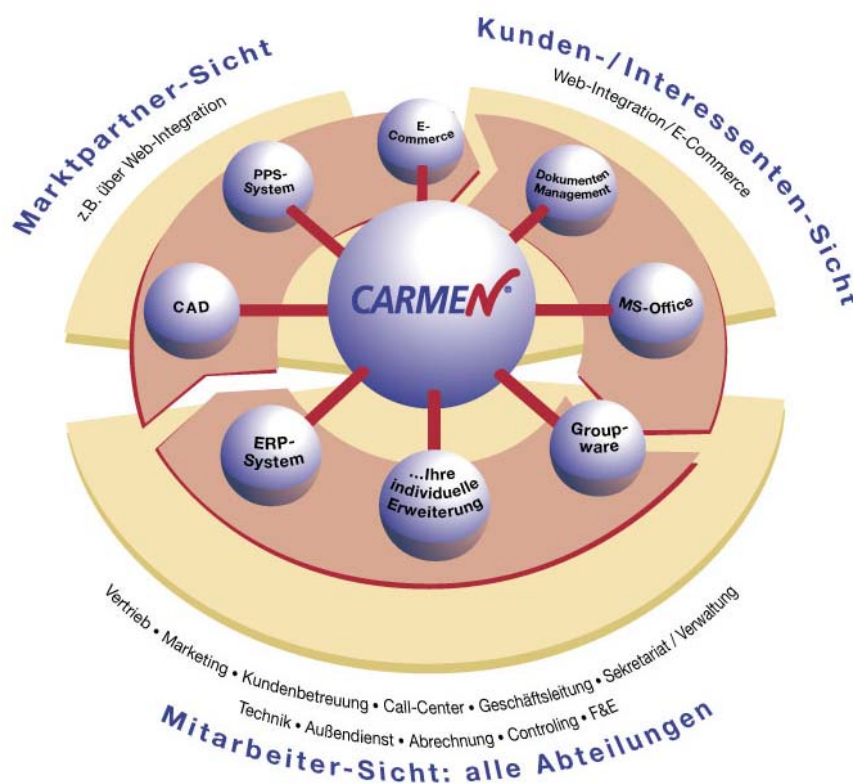 Marktpartner-Sicht
z.B. über Web-Integration
Kunden-/Interessenten-Sicht
Web-Integration/E-Commerce
E-
Commerce
PPS-
System
Dokumenten
Management
CAD
CARMEN®
MS-Office
ERP-
System
...Ihre
individuelle
Erweiterung
Group-
ware
Vertrieb • Marketing • Kundenbetreuung • Call-Center • Geschäftsleitung • Sekretariat / Verwaltung
Technik • Außendienst • Abrechnung • Controling • F&E
Mitarbeiter-Sicht: alle Abteilungen